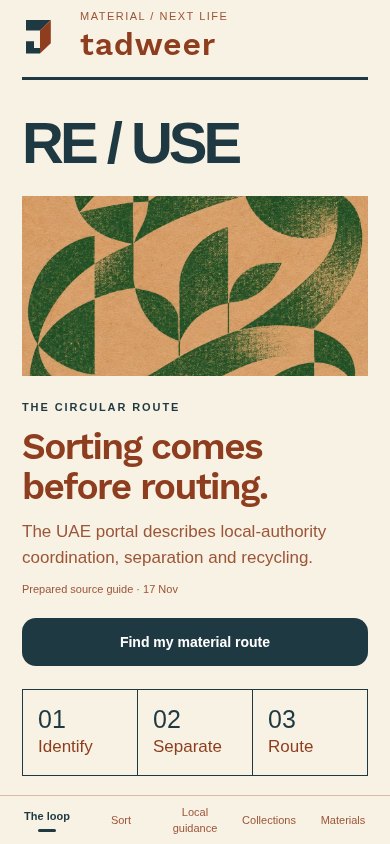 MATERIAL / NEXT LIFE
tadweer
RE / USE
THE CIRCULAR ROUTE
Sorting comes
before routing.
The UAE portal describes local-authority
coordination, separation and recycling.
Prepared source guide · 17 Nov
Find my material route
01
Identify
02
Separate
03
Route
The loop
Sort
Local
guidance
Collections
Materials